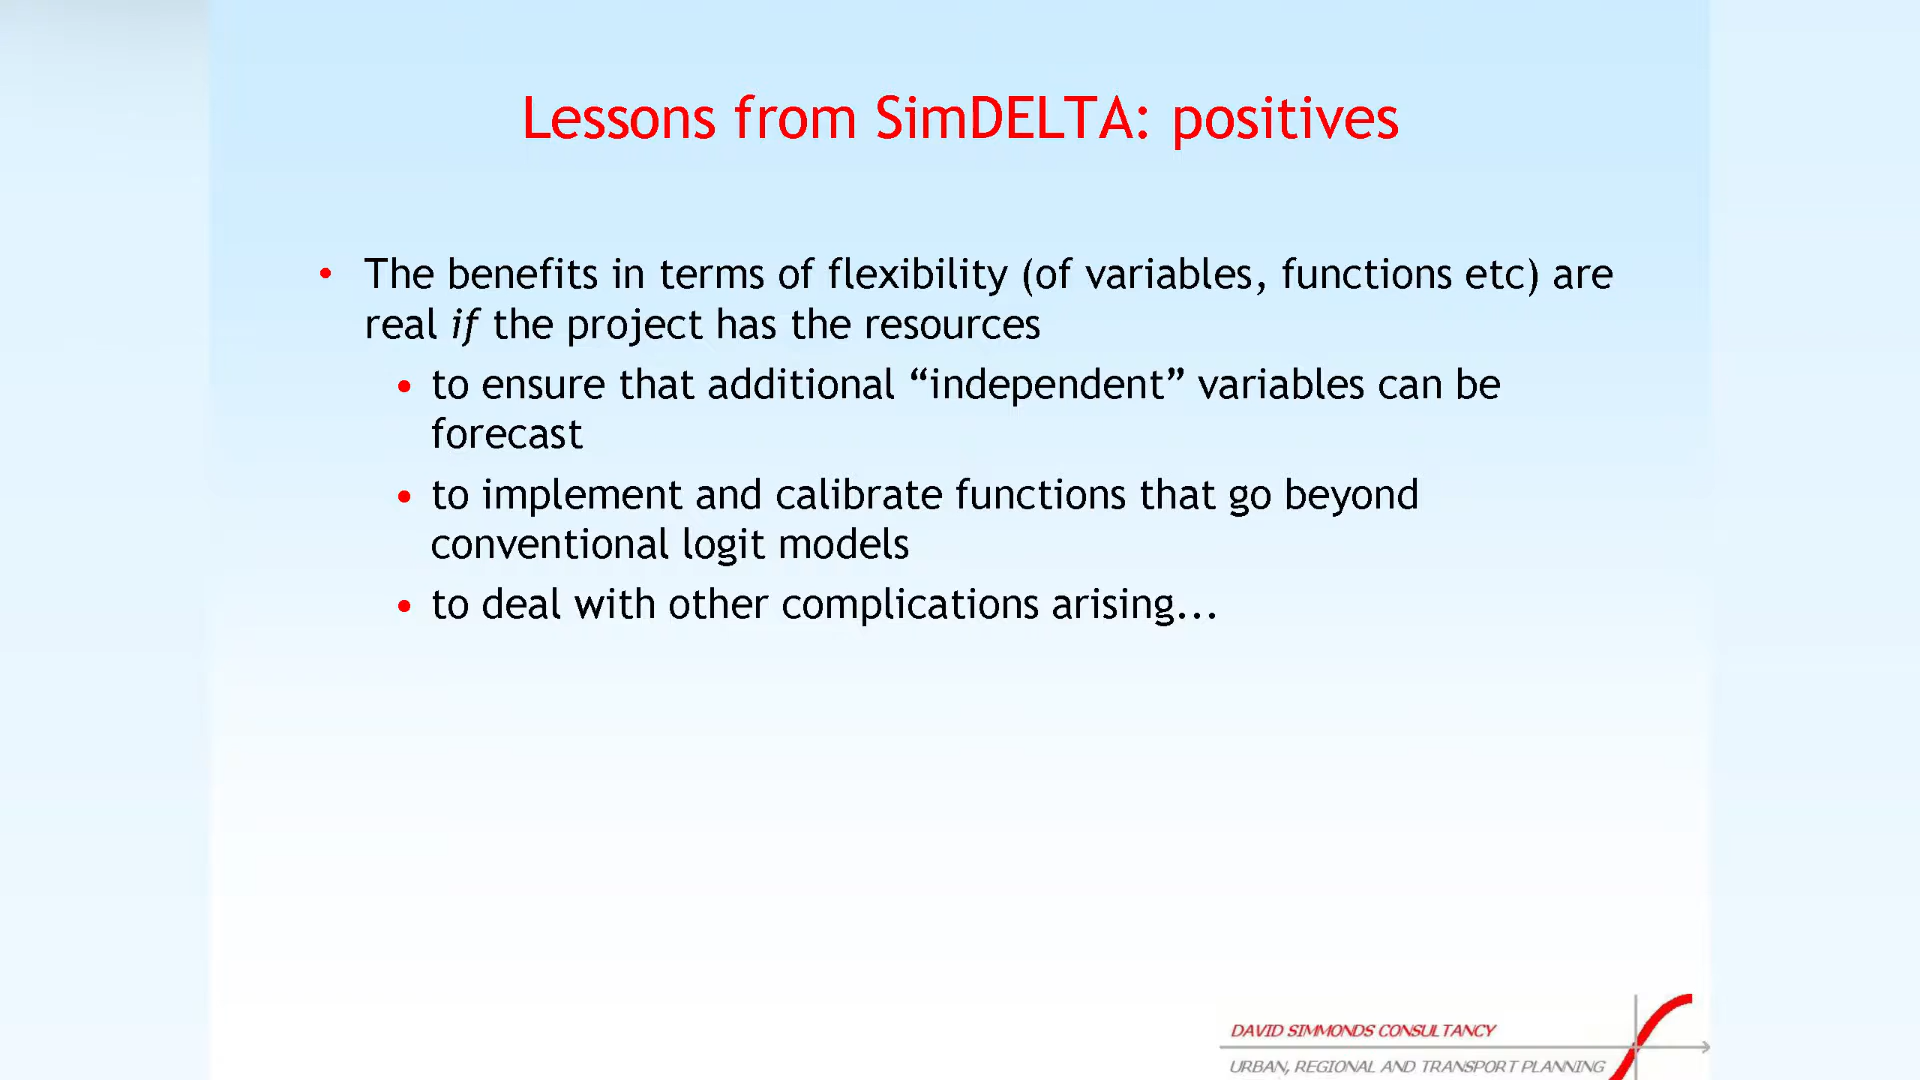 Lessons from SimDELTA: positives
• The benefits in terms of flexibility (of variables, functions etc) are
real if the project has the resources
• to ensure that additional “independent” variables can be
forecast
• to implement and calibrate functions that go beyond
conventional logit models
• to deal with other complications arising...
DAVID SIMMONDS CONSULTANCY
URBAN, REGIONAL AND TRANSPORT PLANNING